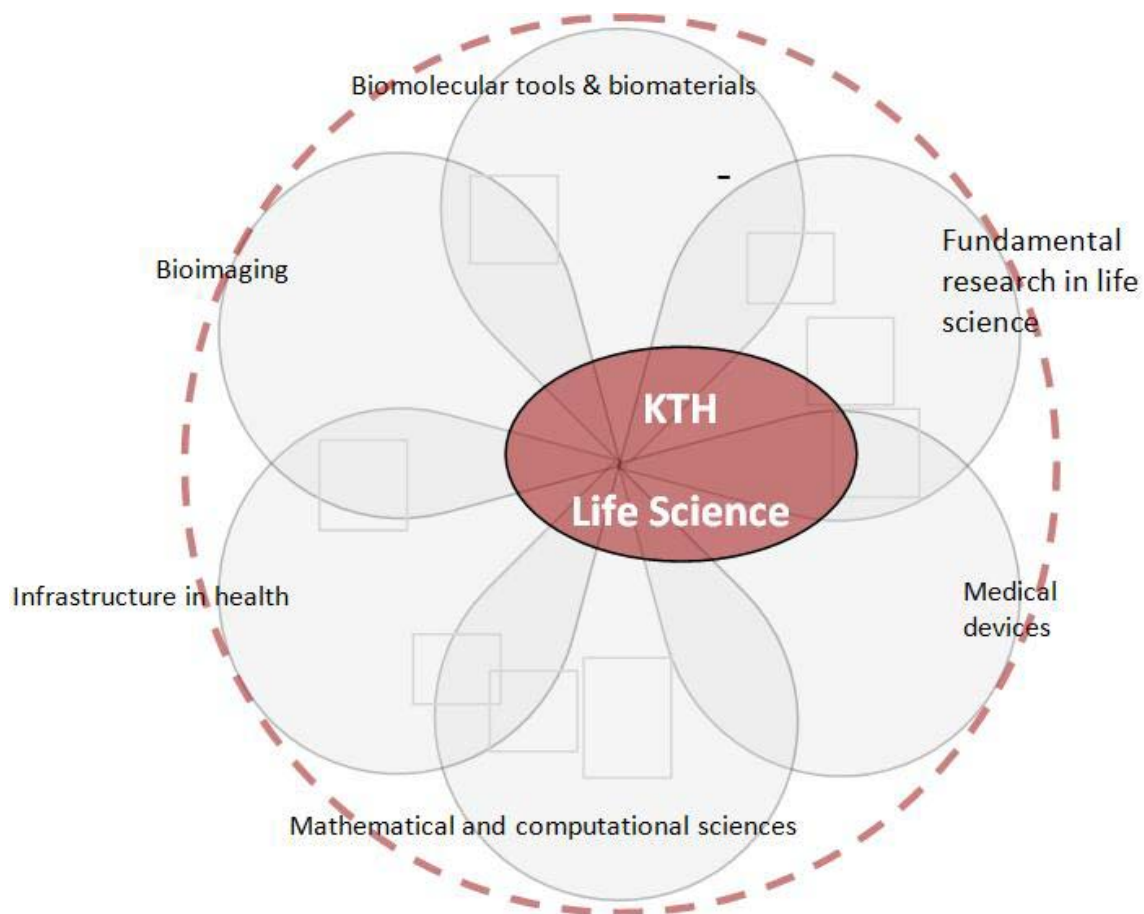 Biomolecular tools & biomaterials
-
Fundamental
research in life
science
Bioimaging
KTH
Life Science
Infrastructure in health
Medical
devices
Mathematical and computational sciences